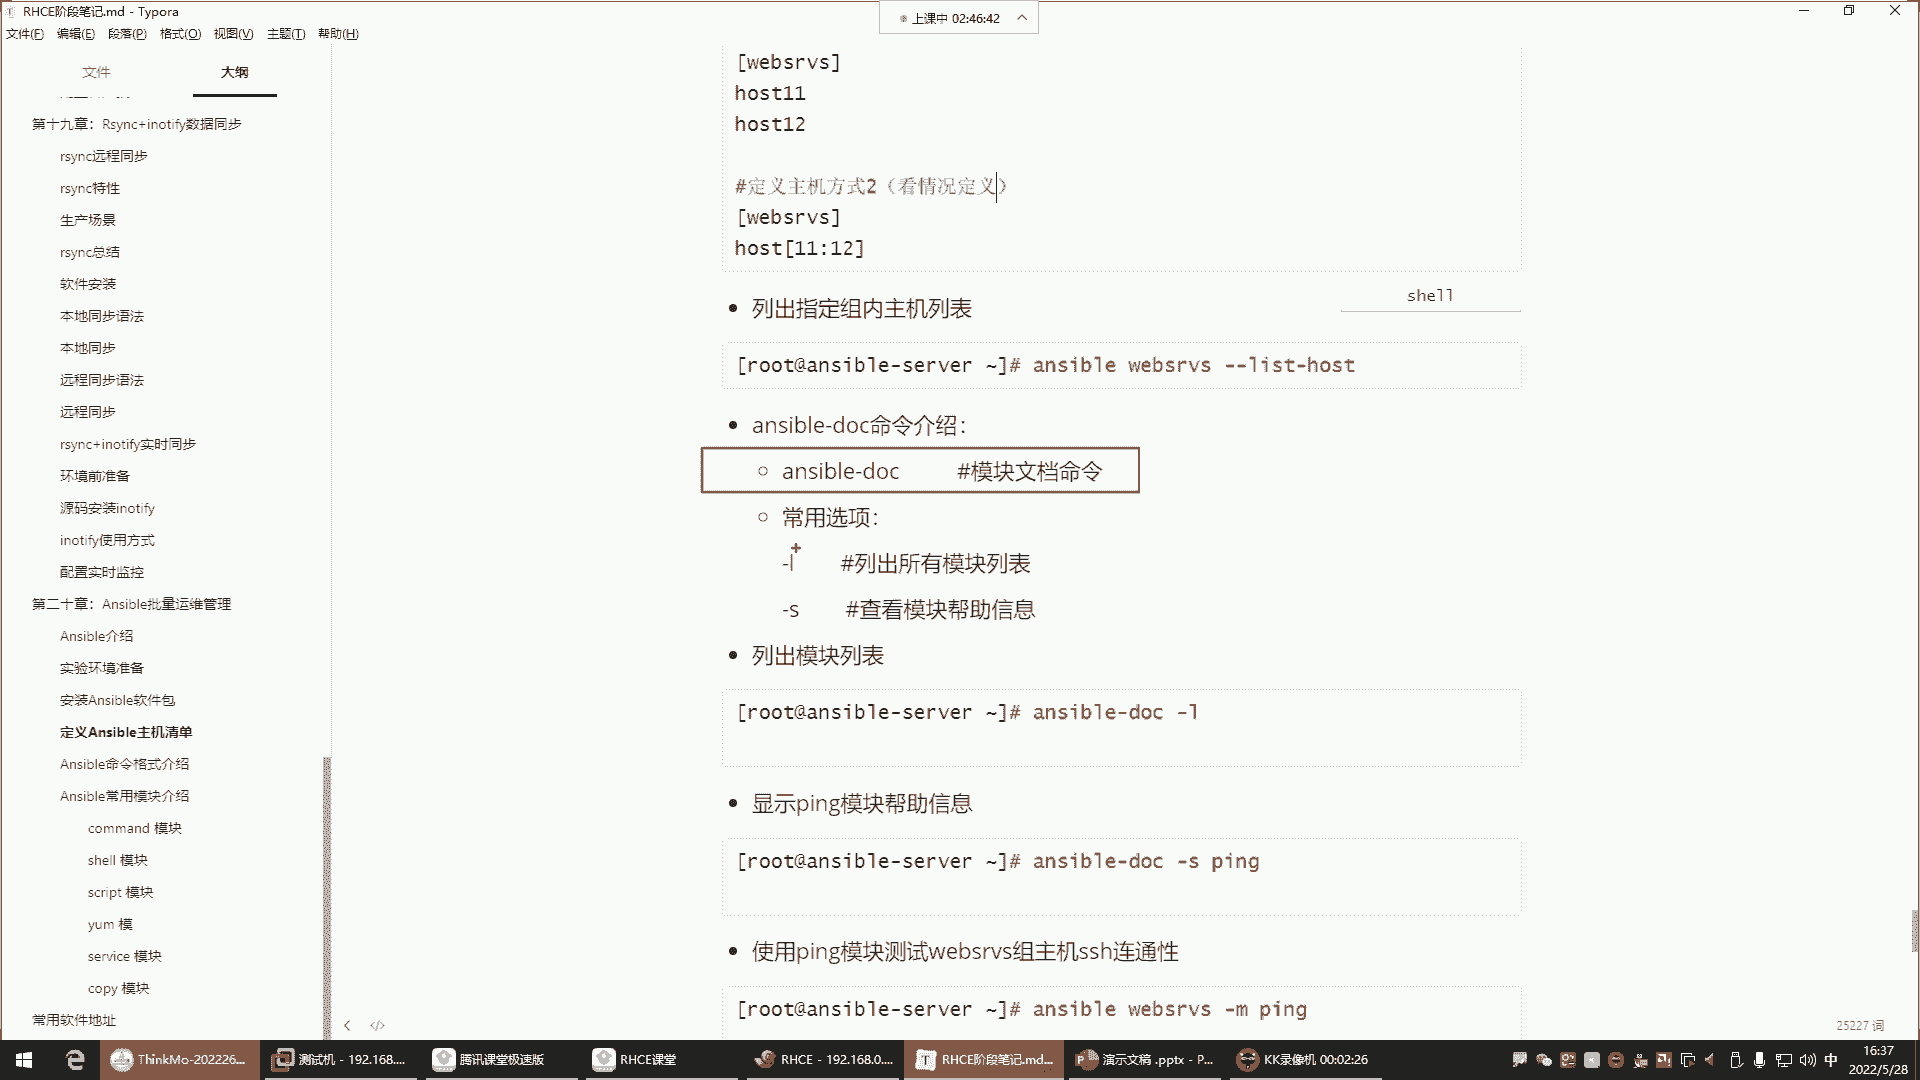 RHCE阶段笔记.md - Typora
上课中 02:46:42
文件(F) 编辑(E) 段落(P) 格式(O) 视图(V) 主题(T) 帮助(H)
文件 大纲
第十九章：Rsync+inotify数据同步
rsync远程同步
rsync特性
生产场景
rsync总结
软件安装
本地同步语法
本地同步
远程同步语法
远程同步
rsync+inotify实时同步
环境前准备
源码安装inotify
inotify使用方式
配置实时监控
第二十章：Ansible批量运维管理
Ansible介绍
实验环境准备
安装Ansible软件包
定义Ansible主机清单
Ansible命令格式介绍
Ansible常用模块介绍
command 模块
shell 模块
script 模块
yum 模
service 模块
copy 模块
常用软件地址
[websrvs]
host11
host12
#定义主机方式2（看情况定义）
[websrvs]
host[11:12]
shell
列出指定组内主机列表
[root@ansible-server ~]# ansible websrvs --list-host
ansible-doc命令介绍：
ansible-doc #模块文档命令
常用选项：
-l #列出所有模块列表
-s #查看模块帮助信息
列出模块列表
[root@ansible-server ~]# ansible-doc -l
显示ping模块帮助信息
[root@ansible-server ~]# ansible-doc -s ping
使用ping模块测试websrvs组主机ssh连通性
[root@ansible-server ~]# ansible websrvs -m ping
25227 词
ThinkMo-202226... 测试机 - 192.168.... 腾讯课堂极速版 RHCE课堂 RHCE - 192.168.0.... RHCE阶段笔记.md... 演示文稿 .pptx - P... KK录像机 00:02:26
中
16:37
2022/5/28